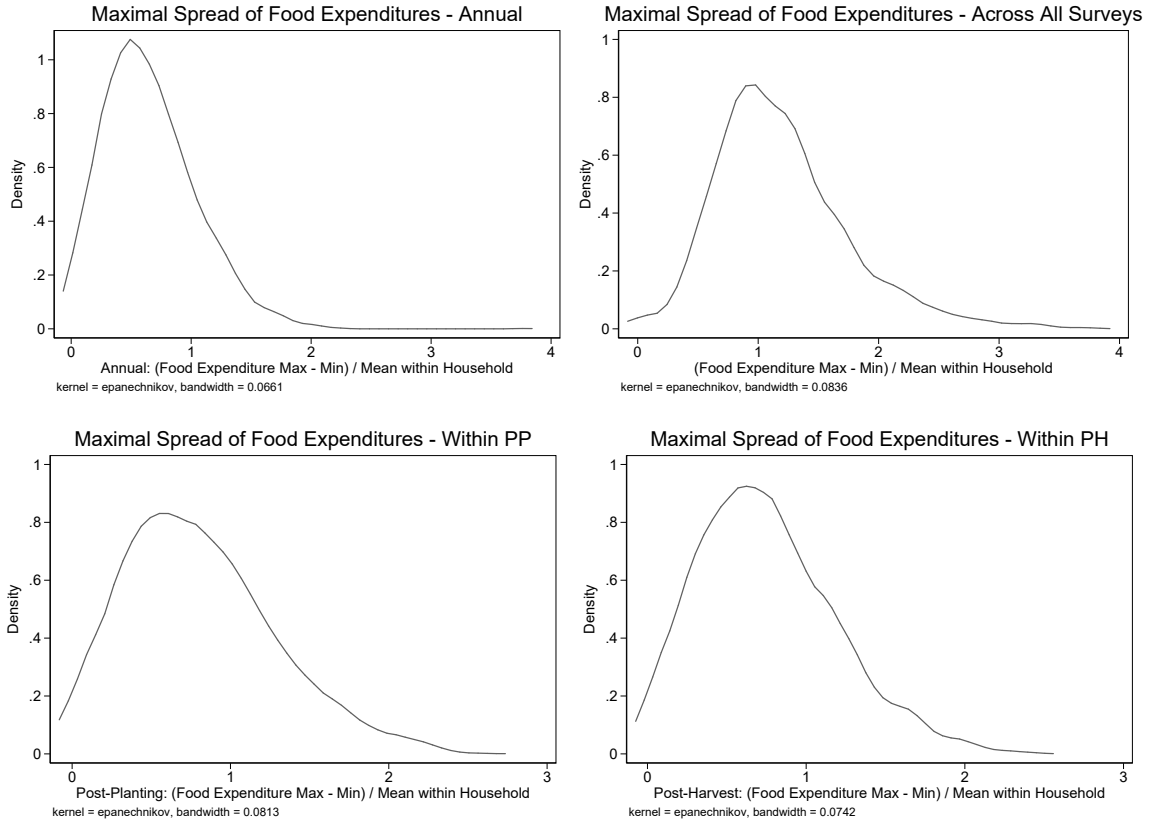 Maximal Spread of Food Expenditures - Annual
Density
1
.8
.6
.4
.2
0
0 1 2 3 4
Annual: (Food Expenditure Max - Min) / Mean within Household
kernel = epanechnikov, bandwidth = 0.0661
Maximal Spread of Food Expenditures - Across All Surveys
Density
1
.8
.6
.4
.2
0
0 1 2 3 4
(Food Expenditure Max - Min) / Mean within Household
kernel = epanechnikov, bandwidth = 0.0836
Maximal Spread of Food Expenditures - Within PP
Density
1
.8
.6
.4
.2
0
0 1 2 3
Post-Planting: (Food Expenditure Max - Min) / Mean within Household
kernel = epanechnikov, bandwidth = 0.0813
Maximal Spread of Food Expenditures - Within PH
Density
1
.8
.6
.4
.2
0
0 1 2 3
Post-Harvest: (Food Expenditure Max - Min) / Mean within Household
kernel = epanechnikov, bandwidth = 0.0742